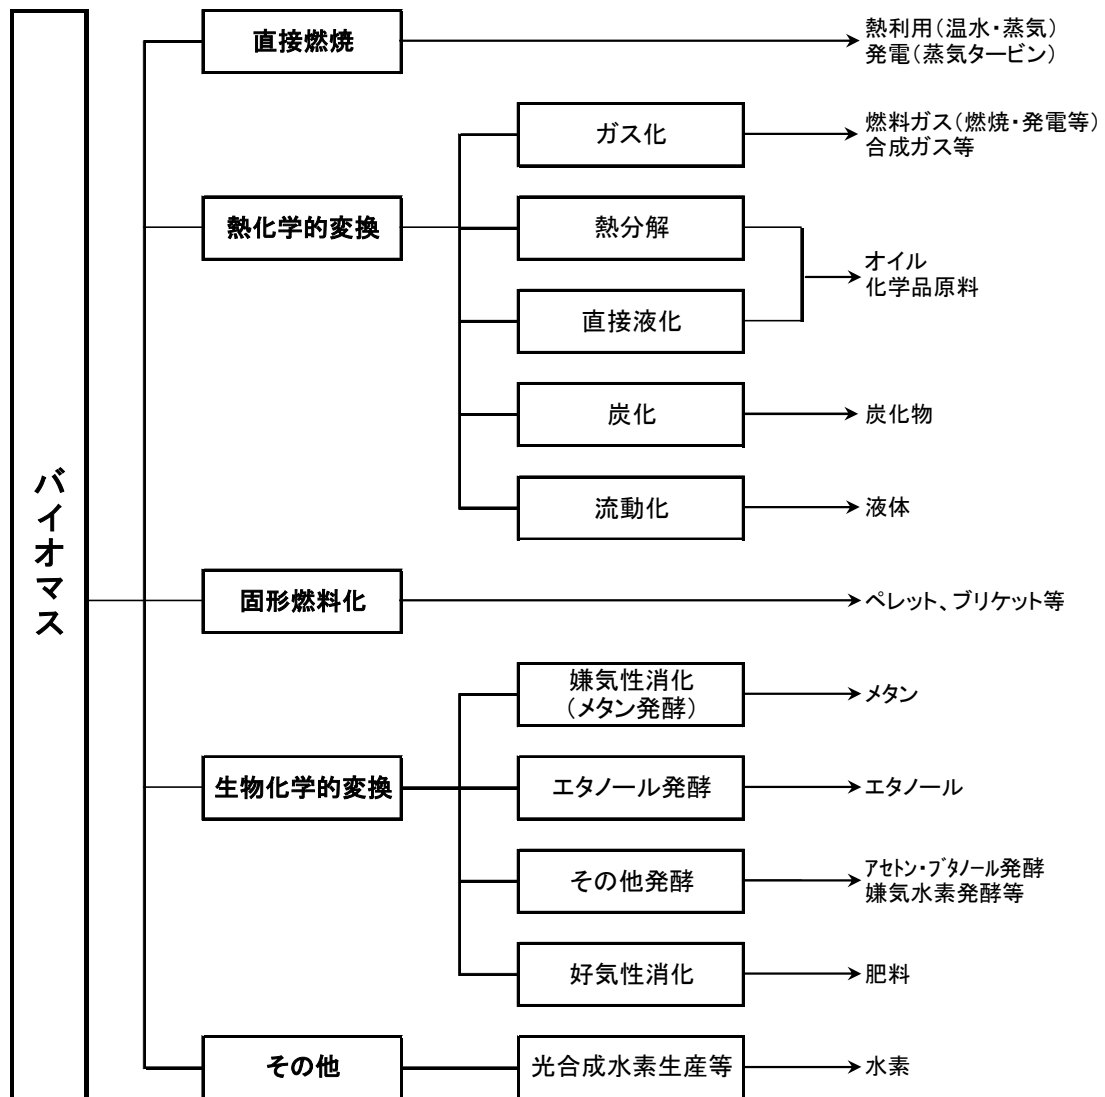 バイオマス
直接燃焼
熱利用（温水・蒸気）
発電（蒸気タービン）
熱化学的変換
ガス化
燃料ガス（燃焼・発電等）
合成ガス等
熱分解
直接液化
オイル
化学品原料
炭化
炭化物
流動化
液体
固形燃料化
ペレット、ブリケット等
生物化学的変換
嫌気性消化
（メタン発酵）
メタン
エタノール発酵
エタノール
その他発酵
アセトン・ブタノール発酵
嫌気水素発酵等
好気性消化
肥料
その他
光合成水素生産等
水素